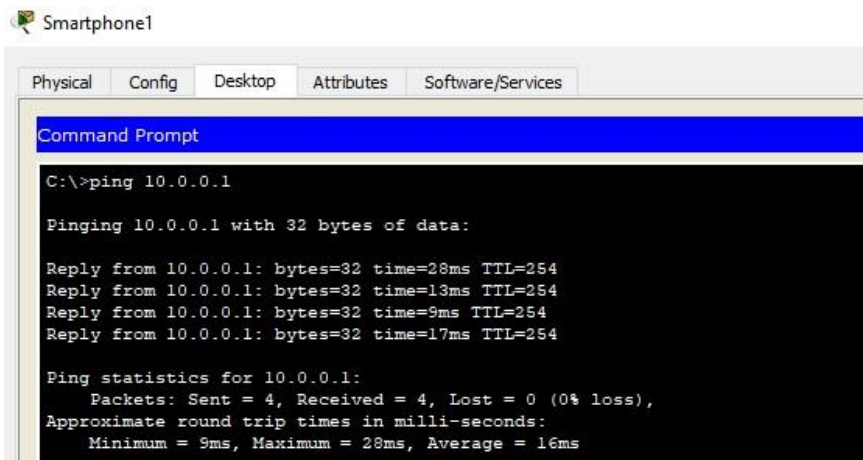 Smartphone1
Physical Config Desktop Attributes Software/Services
Command Prompt
C:\>ping 10.0.0.1
Pinging 10.0.0.1 with 32 bytes of data:
Reply from 10.0.0.1: bytes=32 time=28ms TTL=254
Reply from 10.0.0.1: bytes=32 time=13ms TTL=254
Reply from 10.0.0.1: bytes=32 time=9ms TTL=254
Reply from 10.0.0.1: bytes=32 time=17ms TTL=254
Ping statistics for 10.0.0.1:
Packets: Sent = 4, Received = 4, Lost = 0 (0% loss),
Approximate round trip times in milli-seconds:
Minimum = 9ms, Maximum = 28ms, Average = 16ms